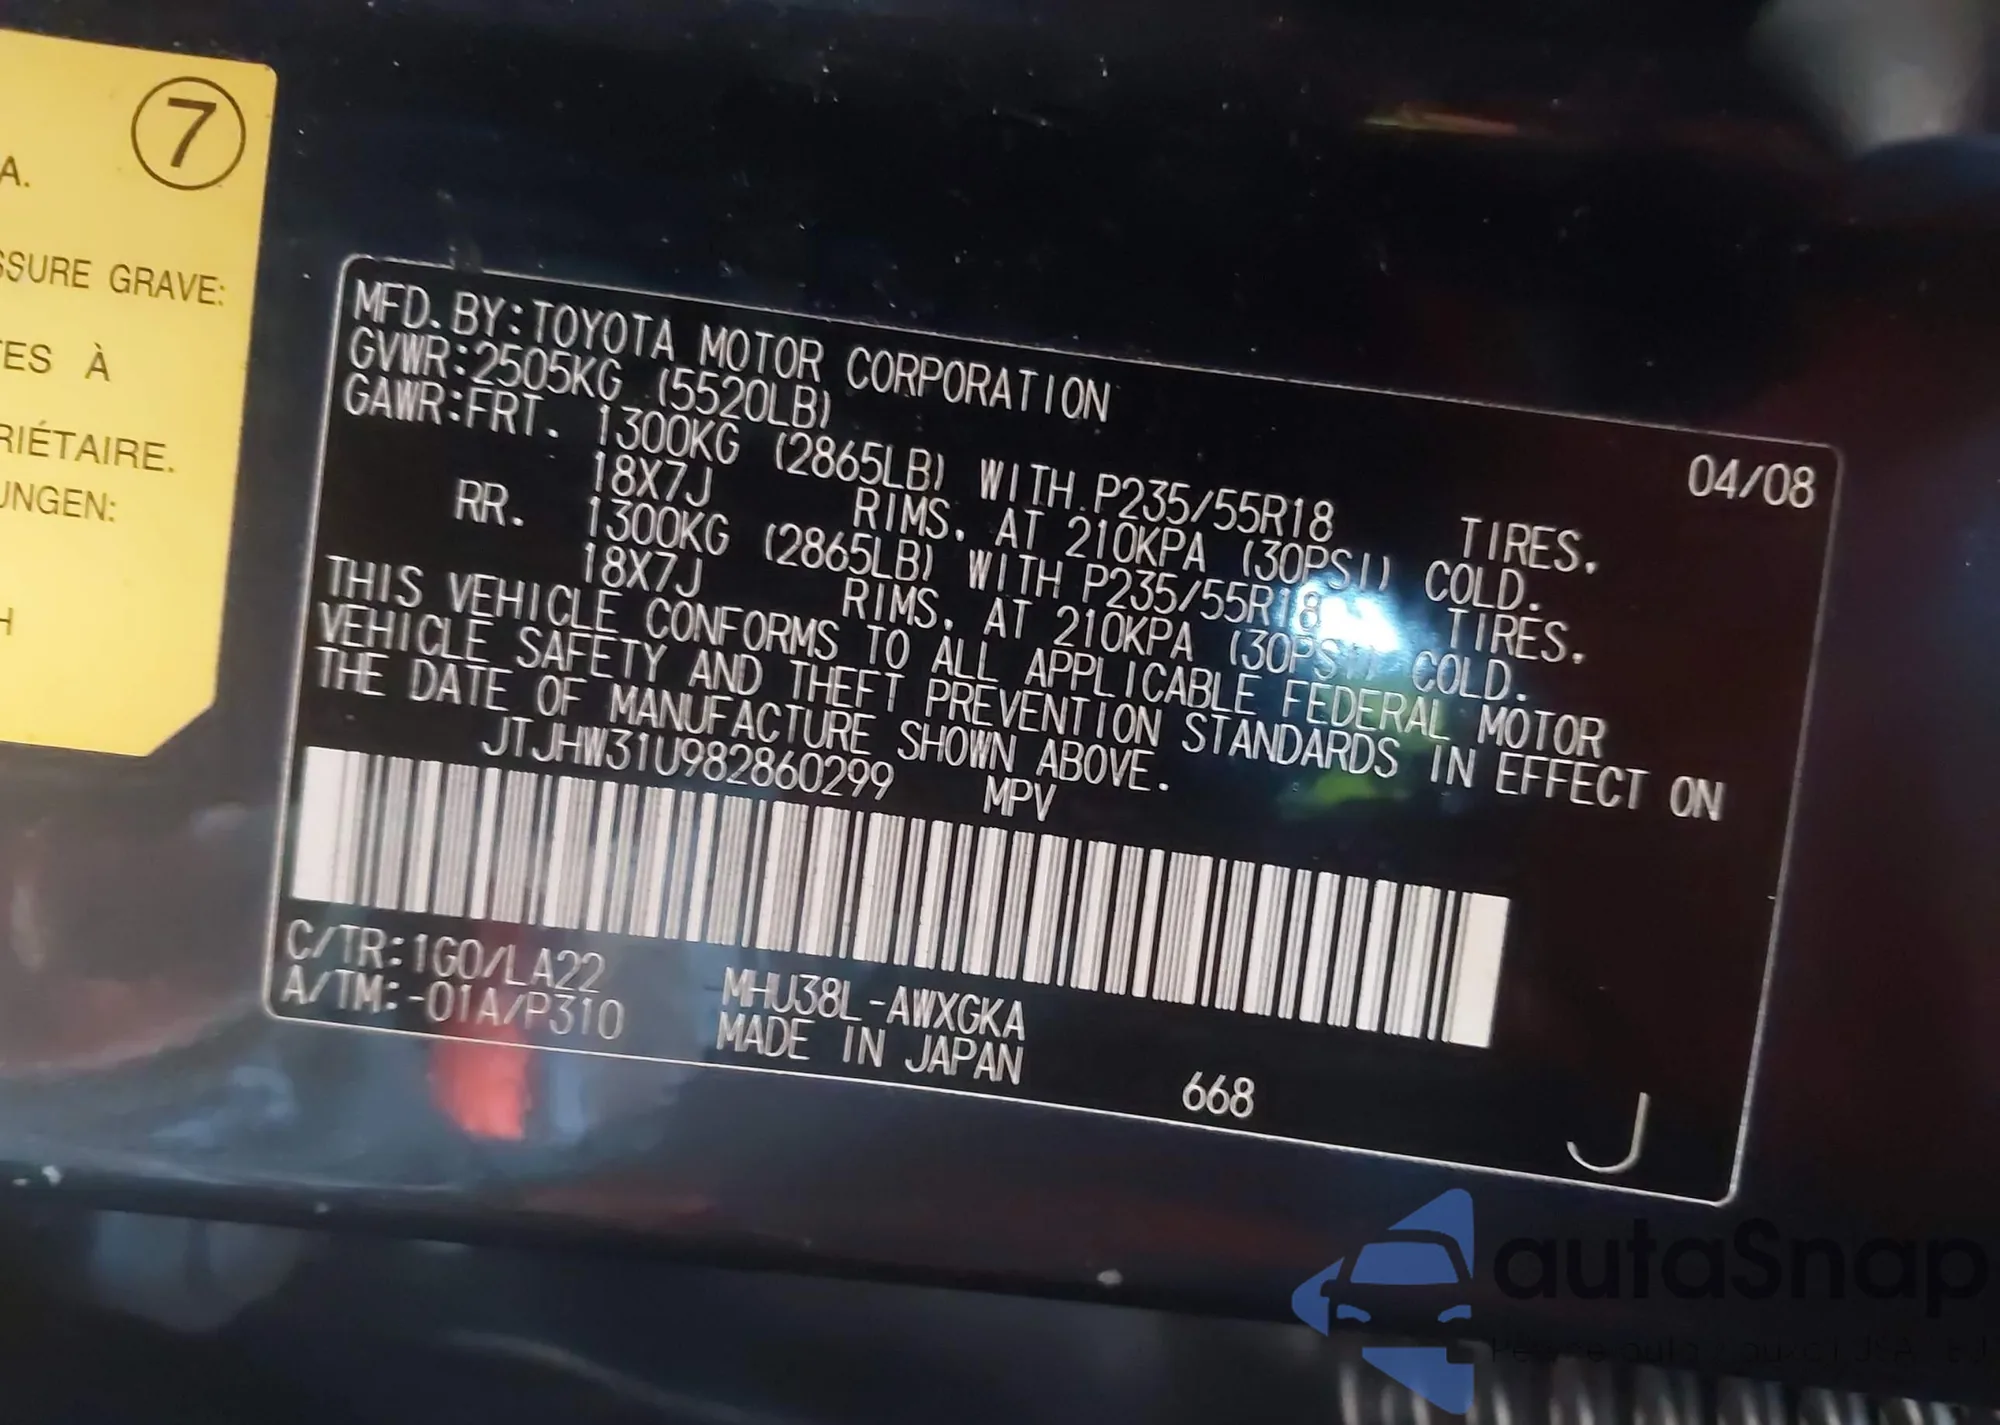 7
A.
SSURE GRAVE:
TES À
RIÉTAIRE.
UNGEN:
H
MFD.BY:TOYOTA MOTOR CORPORATION
GVWR:2505KG (5520LB)
04/08
GAWR:FRT. 1300KG (2865LB) WITH P235/55R18 TIRES.
18X7J RIMS. AT 210KPA (30PSI) COLD.
RR. 1300KG (2865LB) WITH P235/55R18 TIRES.
18X7J RIMS. AT 210KPA (30PSI) COLD.
THIS VEHICLE CONFORMS TO ALL APPLICABLE FEDERAL MOTOR
VEHICLE SAFETY AND THEFT PREVENTION STANDARDS IN EFFECT ON
THE DATE OF MANUFACTURE SHOWN ABOVE.
JTJHW31U982860299 MPV
C/TR:1G0/LA22 MHU38L-AWXGKA
A/TM:-01A/P310 MADE IN JAPAN
668
J
autaSnap